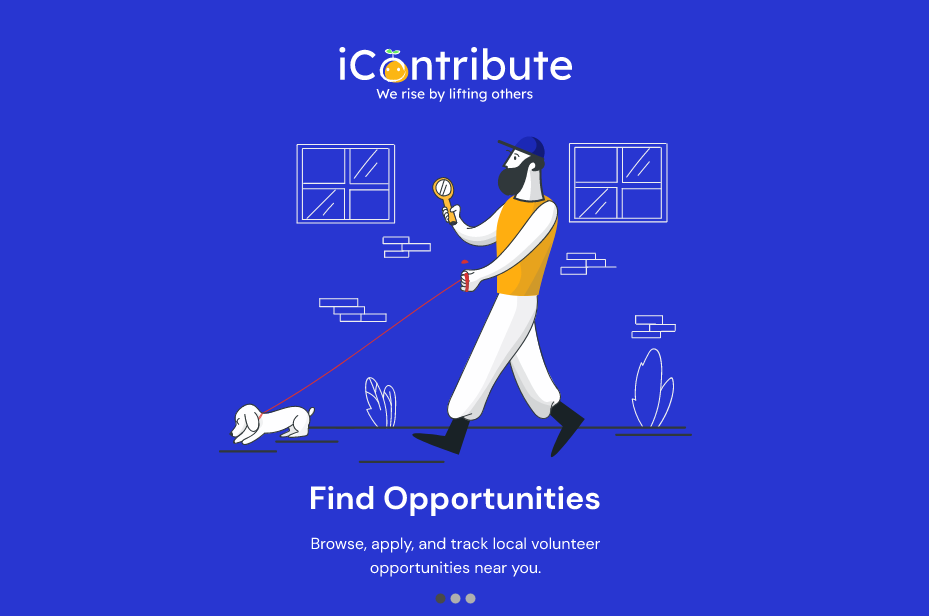 iContribute
We rise by lifting others
Find Opportunities
Browse, apply, and track local volunteer
opportunities near you.